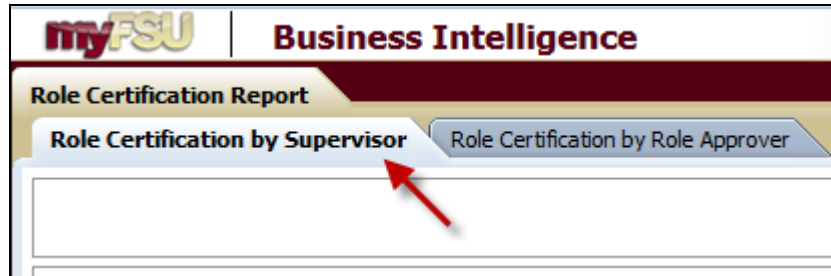 myFSU Business Intelligence
Role Certification Report
Role Certification by Supervisor Role Certification by Role Approver